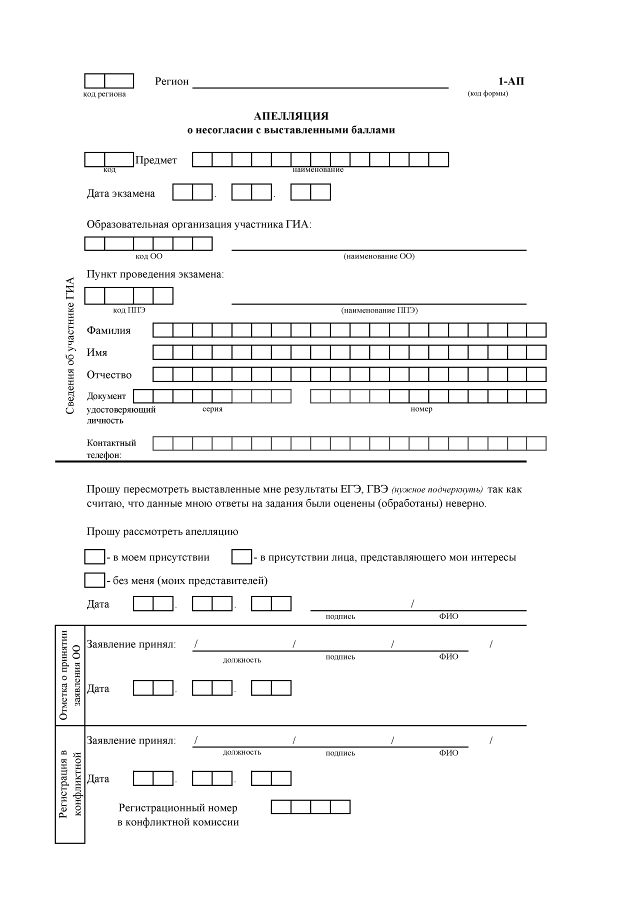 Регион 1-АП
код региона (код формы)
АПЕЛЛЯЦИЯ
о несогласии с выставленными баллами
Предмет
код наименование
Дата экзамена . .
Образовательная организация участника ГИА:
код ОО (наименование ОО)
Пункт проведения экзамена:
код ППЭ (наименование ППЭ)
Сведения об участнике ГИА
Фамилия
Имя
Отчество
Документ
удостоверяющий серия номер
личность
Контактный
телефон:
Прошу пересмотреть выставленные мне результаты ЕГЭ, ГВЭ (нужное подчеркнуть) так как
считаю, что данные мною ответы на задания были оценены (обработаны) неверно.
Прошу рассмотреть апелляцию
- в моем присутствии - в присутствии лица, представляющего мои интересы
- без меня (моих представителей)
Дата . . /
подпись ФИО
Отметка о принятии
заявления ОО
Заявление принял: / / / /
должность подпись ФИО
Дата . .
Регистрация в
конфликтной
Заявление принял: / / / /
должность подпись ФИО
Дата . .
Регистрационный номер
в конфликтной комиссии